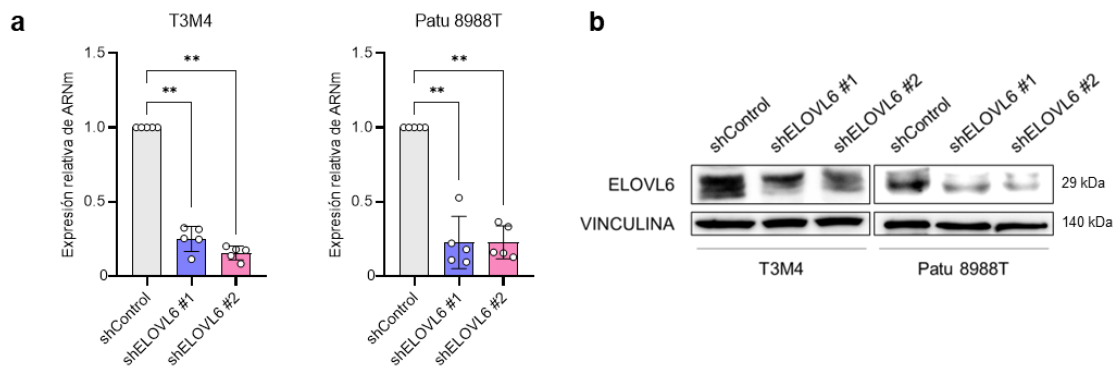 a
T3M4
Expresión relativa de ARNm
1.5
1.0
0.5
0
**
**
shControl
shELOVL6 #1
shELOVL6 #2
Patu 8988T
Expresión relativa de ARNm
1.5
1.0
0.5
0
**
**
shControl
shELOVL6 #1
shELOVL6 #2
b
shControl
shELOVL6 #1
shELOVL6 #2
shControl
shELOVL6 #1
shELOVL6 #2
ELOVL6
29 kDa
VINCULINA
140 kDa
T3M4
Patu 8988T